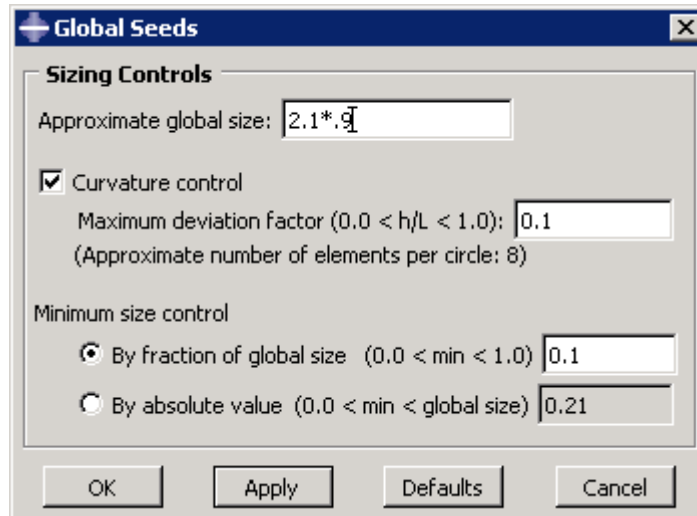 Global Seeds
Sizing Controls
Approximate global size: 2.1*.9
Curvature control
Maximum deviation factor (0.0 < h/L < 1.0): 0.1
(Approximate number of elements per circle: 8)
Minimum size control
By fraction of global size (0.0 < min < 1.0) 0.1
By absolute value (0.0 < min < global size) 0.21
OK Apply Defaults Cancel